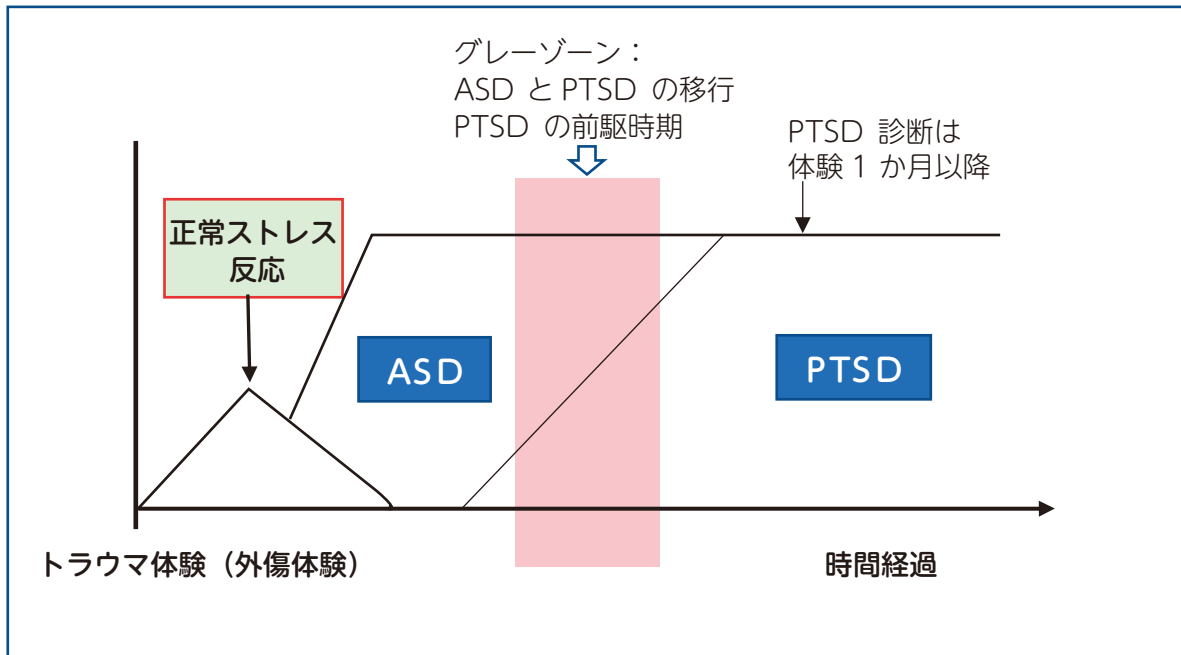 グレーゾーン：
ASD と PTSD の移行
PTSD の前駆時期
PTSD 診断は
体験 1 か月以降
正常ストレス
反応
ASD
PTSD
トラウマ体験（外傷体験）
時間経過